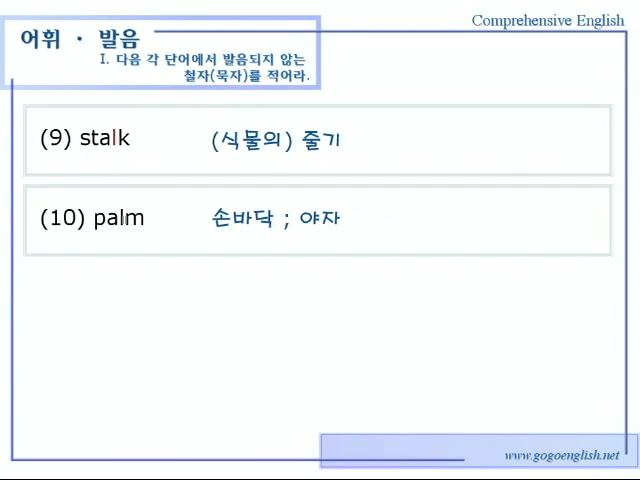 Comprehensive English
어휘 · 발음
I. 다음 각 단어에서 발음되지 않는
철자(묵자)를 적어라.
(9) stalk (식물의) 줄기
(10) palm 손바닥 ; 야자
www.gogoenglish.net